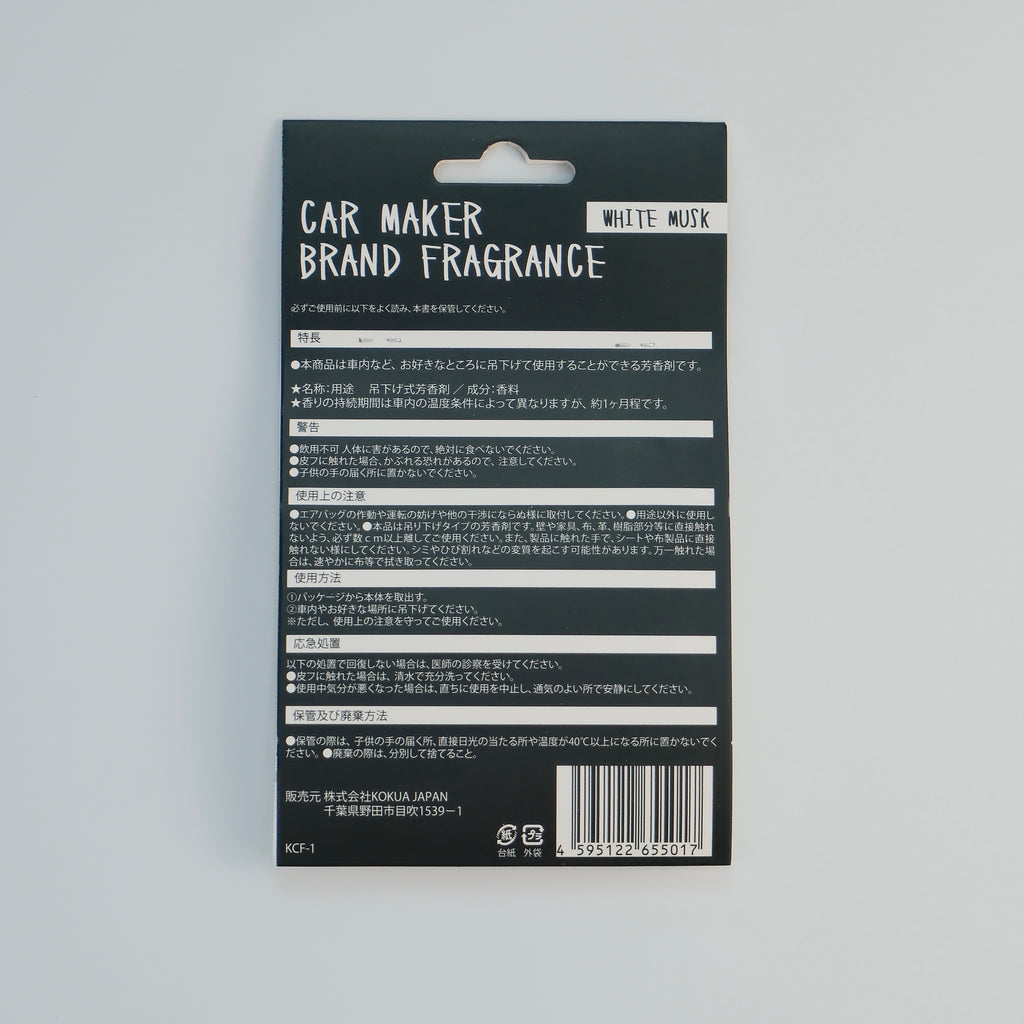 CAR MAKER
BRAND FRAGRANCE
WHITE MUSK
必ずご使用前に以下をよく読み、本書を保管してください。
特長
●本商品は車内など、お好きなところに吊下げて使用することができる芳香剤です。
★名称:用途 吊下げ式芳香剤 / 成分:香料
★香りの持続期間は車内の温度条件によって異なりますが、約1ヶ月程です。
警告
●飲用不可 人体に害があるので、絶対に食べないでください。
●皮フに触れた場合、かぶれる恐れがあるので、注意してください。
●子供の手の届く所に置かないでください。
使用上の注意
●エアバッグの作動や運転の妨げや他の干渉にならぬ様に取付してください。●用途以外に使用し
ないでください。●本品は吊り下げタイプの芳香剤です。壁や家具、布、革、樹脂部分等に直接触れ
ないよう、必ず数cm以上離してご使用ください。また、製品に触れた手で、シートや布製品に直接
触れない様にしてください。シミやひび割れなどの変質を起こす可能性があります。万一触れた場
合は、速やかに布等で拭き取ってください。
使用方法
①パッケージから本体を取出す。
②車内やお好きな場所に吊下げてください。
※ただし、使用上の注意を守ってご使用ください。
応急処置
以下の処置で回復しない場合は、医師の診察を受けてください。
●皮フに触れた場合は、清水で充分洗ってください。
●使用中気分が悪くなった場合は、直ちに使用を中止し、通気のよい所で安静にしてください。
保管及び廃棄方法
●保管の際は、子供の手の届く所、直接日光の当たる所や温度が40℃以上になる所に置かないでく
ださい。●廃棄の際は、分別して捨てること。
販売元 株式会社KOKUA JAPAN
千葉県野田市目吹1539-1
KCF-1
紙 プラ
台紙 外袋
4 595122 655017